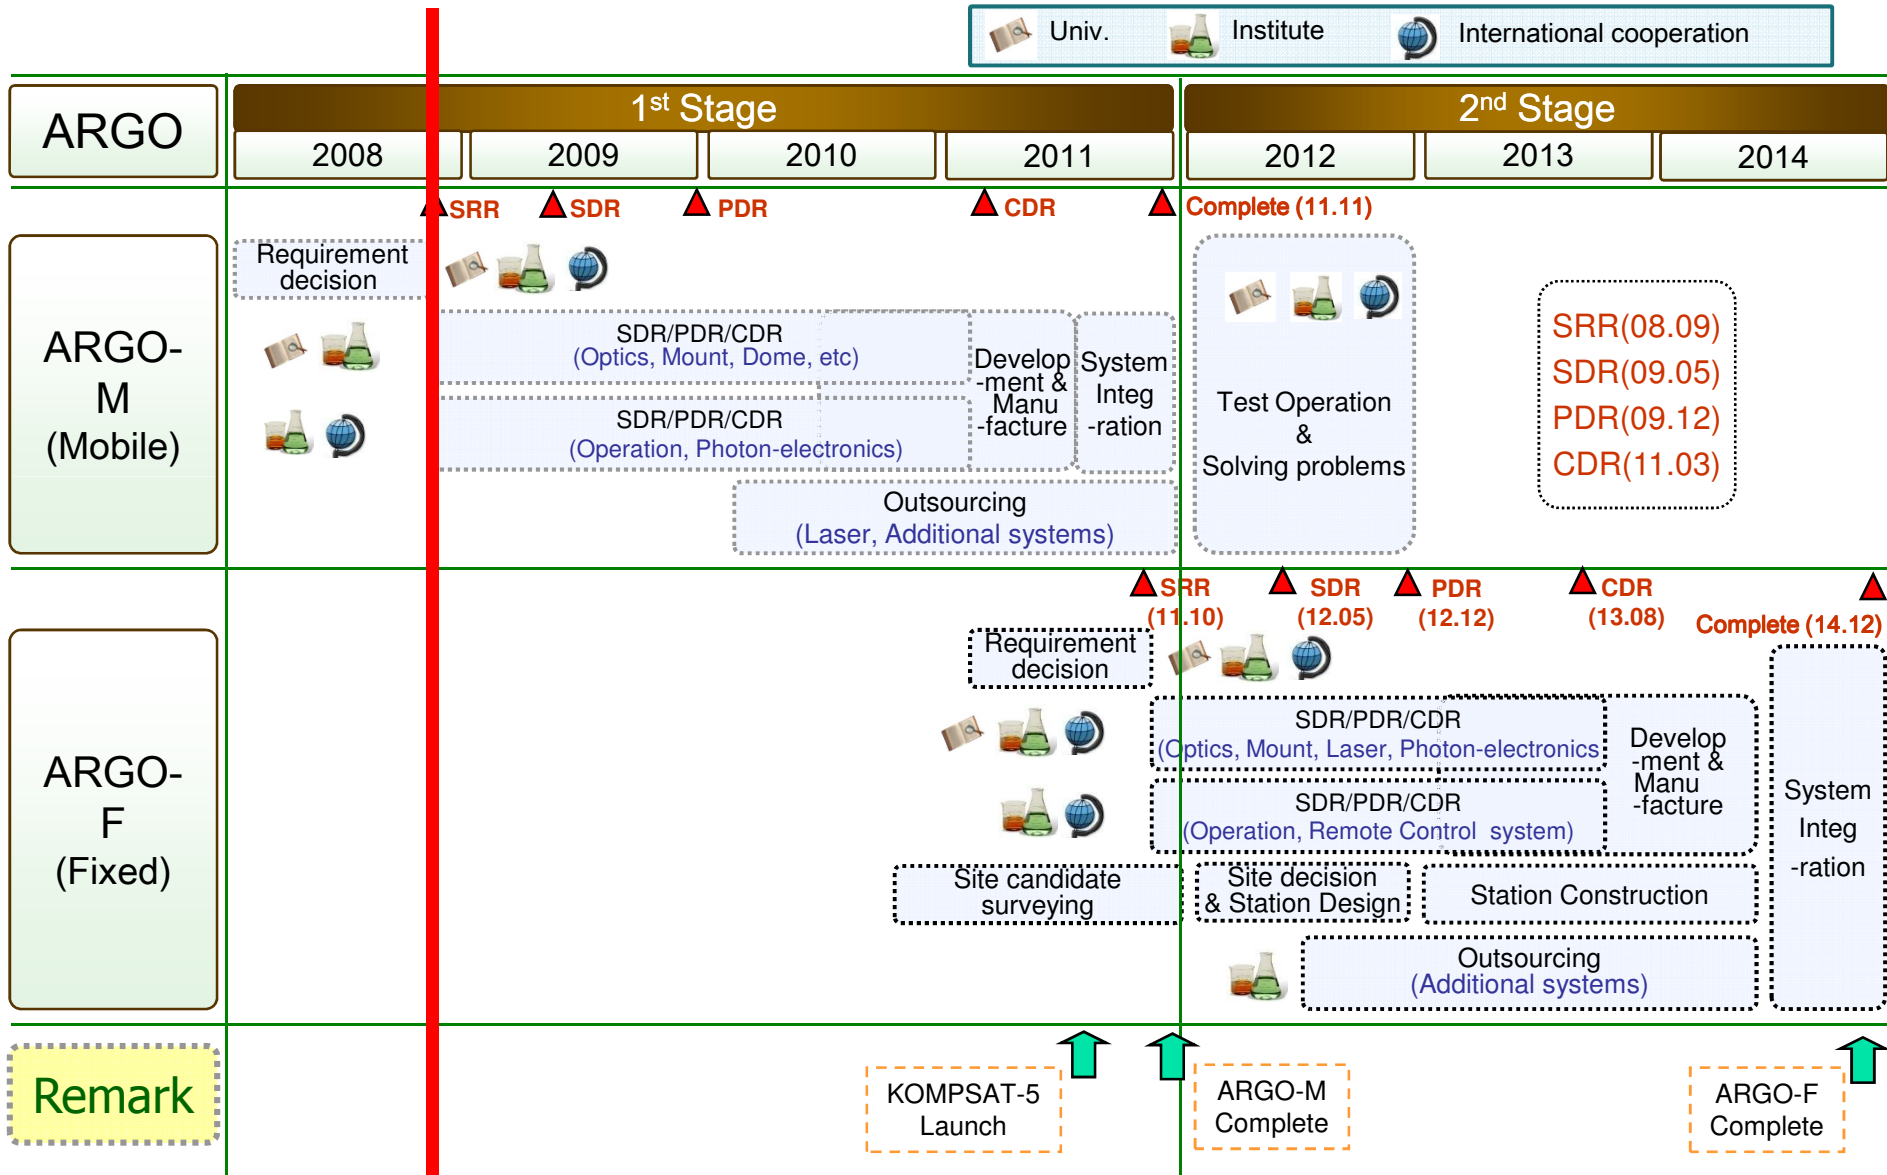 Univ.
Institute
International cooperation
ARGO
1st Stage
2nd Stage
2008
2009
2010
2011
2012
2013
2014
SRR
SDR
PDR
CDR
Complete (11.11)
ARGO-
M
(Mobile)
Requirement
decision
SDR/PDR/CDR
(Optics, Mount, Dome, etc)
SDR/PDR/CDR
(Operation, Photon-electronics)
Develop
-ment &
Manu
-facture
System
Integ
-ration
Outsourcing
(Laser, Additional systems)
Test Operation
&
Solving problems
SRR(08.09)
SDR(09.05)
PDR(09.12)
CDR(11.03)
SRR
(11.10)
SDR
(12.05)
PDR
(12.12)
CDR
(13.08)
Complete (14.12)
ARGO-
F
(Fixed)
Requirement
decision
SDR/PDR/CDR
(Optics, Mount, Laser, Photon-electronics
SDR/PDR/CDR
(Operation, Remote Control system)
Develop
-ment &
Manu
-facture
System
Integ
-ration
Site candidate
surveying
Site decision
& Station Design
Station Construction
Outsourcing
(Additional systems)
Remark
KOMPSAT-5
Launch
ARGO-M
Complete
ARGO-F
Complete